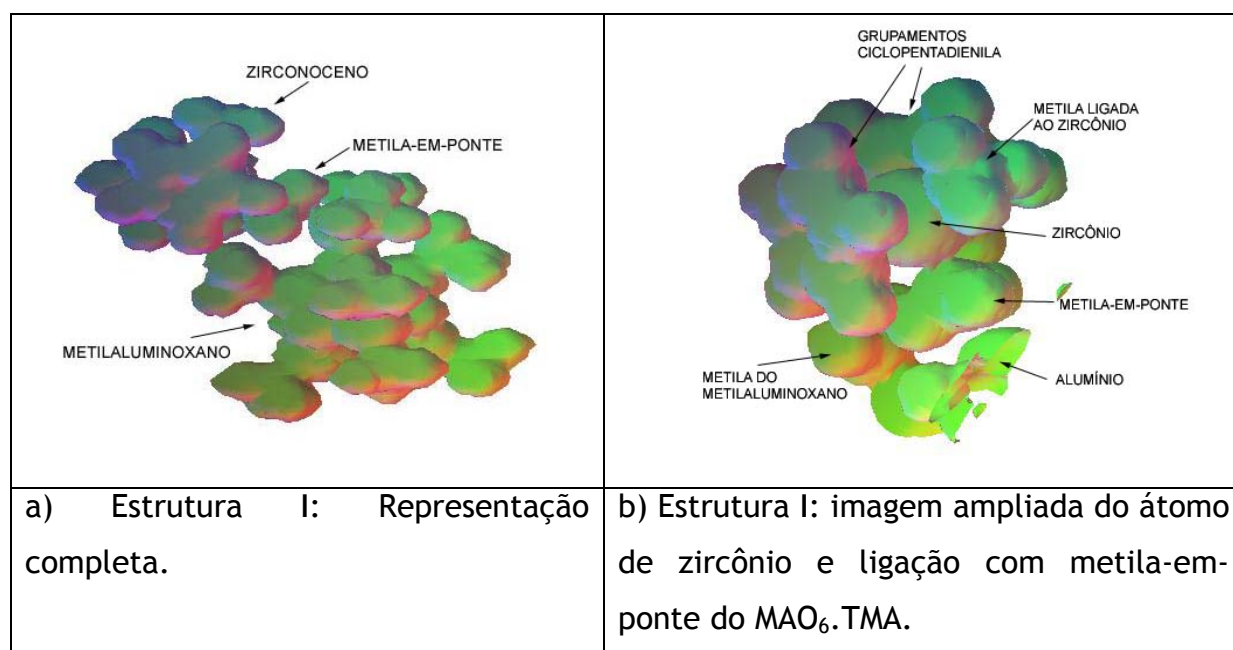 ZIRCONOCENO
METILA-EM-PONTE
METILALUMINOXANO
GRUPAMENTOS
CICLOPENTADIENILA
METILA LIGADA
AO ZIRCÔNIO
ZIRCÔNIO
METILA-EM-PONTE
METILA DO
METILALUMINOXANO
ALUMÍNIO
a) Estrutura I: Representação
completa.
b) Estrutura I: imagem ampliada do átomo
de zircônio e ligação com metila-em-
ponte do MAO₆.TMA.